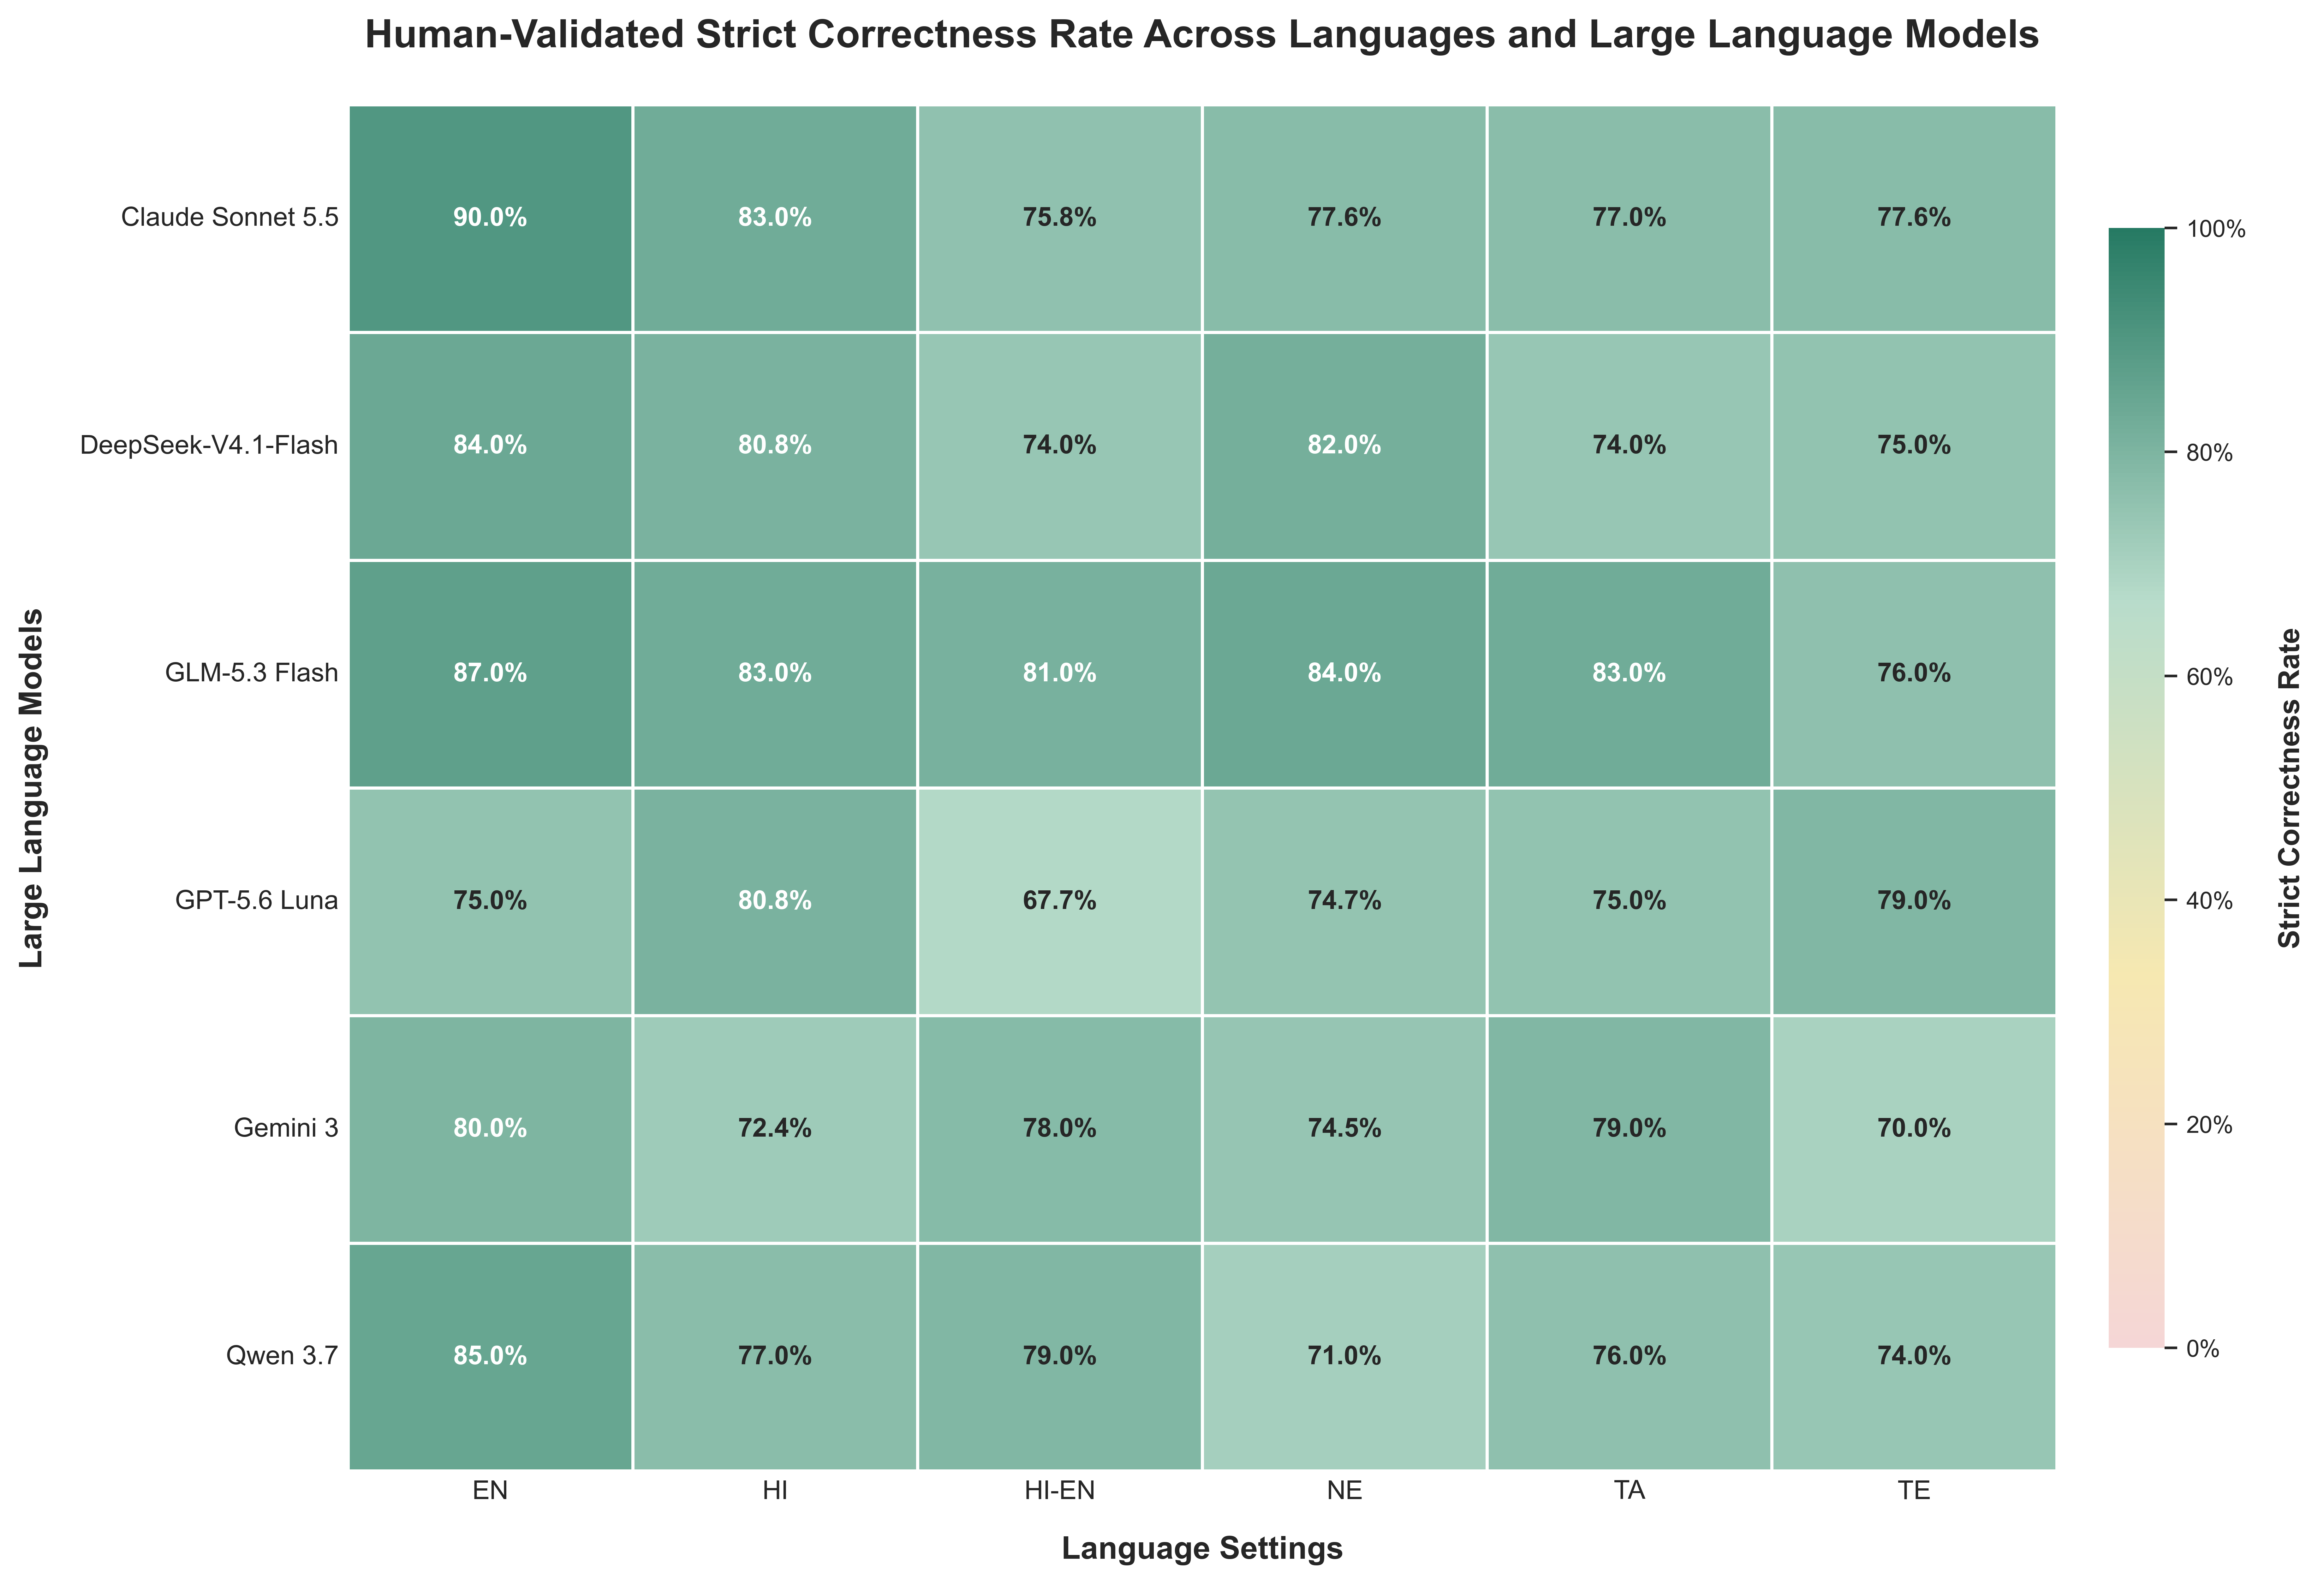 Human-Validated Strict Correctness Rate Across Languages and Large Language Models
Large Language Models
Claude Sonnet 5.5 90.0% 83.0% 75.8% 77.6% 77.0% 77.6%
DeepSeek-V4.1-Flash 84.0% 80.8% 74.0% 82.0% 74.0% 75.0%
GLM-5.3 Flash 87.0% 83.0% 81.0% 84.0% 83.0% 76.0%
GPT-5.6 Luna 75.0% 80.8% 67.7% 74.7% 75.0% 79.0%
Gemini 3 80.0% 72.4% 78.0% 74.5% 79.0% 70.0%
Qwen 3.7 85.0% 77.0% 79.0% 71.0% 76.0% 74.0%
EN HI HI-EN NE TA TE
Language Settings
100%
80%
60%
40%
20%
0%
Strict Correctness Rate